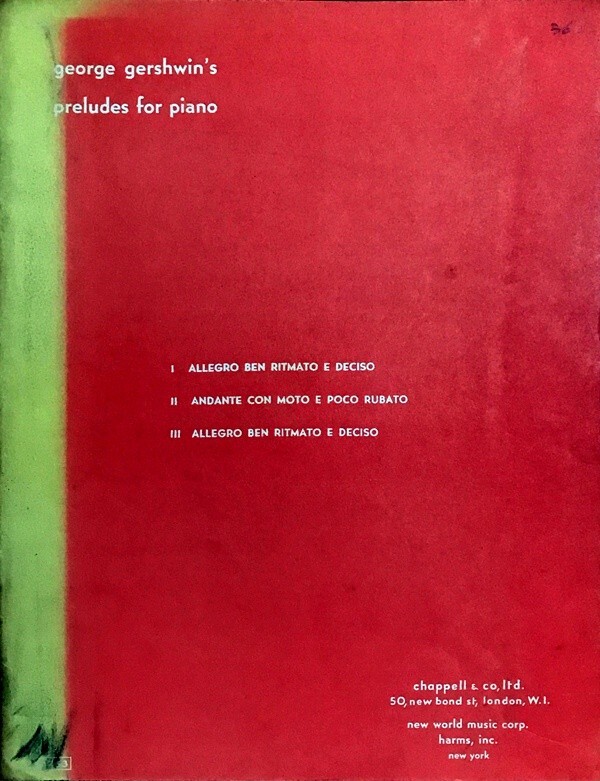 george gershwin's
preludes for piano
I ALLEGRO BEN RITMATO E DECISO
II ANDANTE CON MOTO E POCO RUBATO
III ALLEGRO BEN RITMATO E DECISO
chappell & co, ltd.
50, new bond st, london, W.I.
new world music corp.
harms, inc.
new york